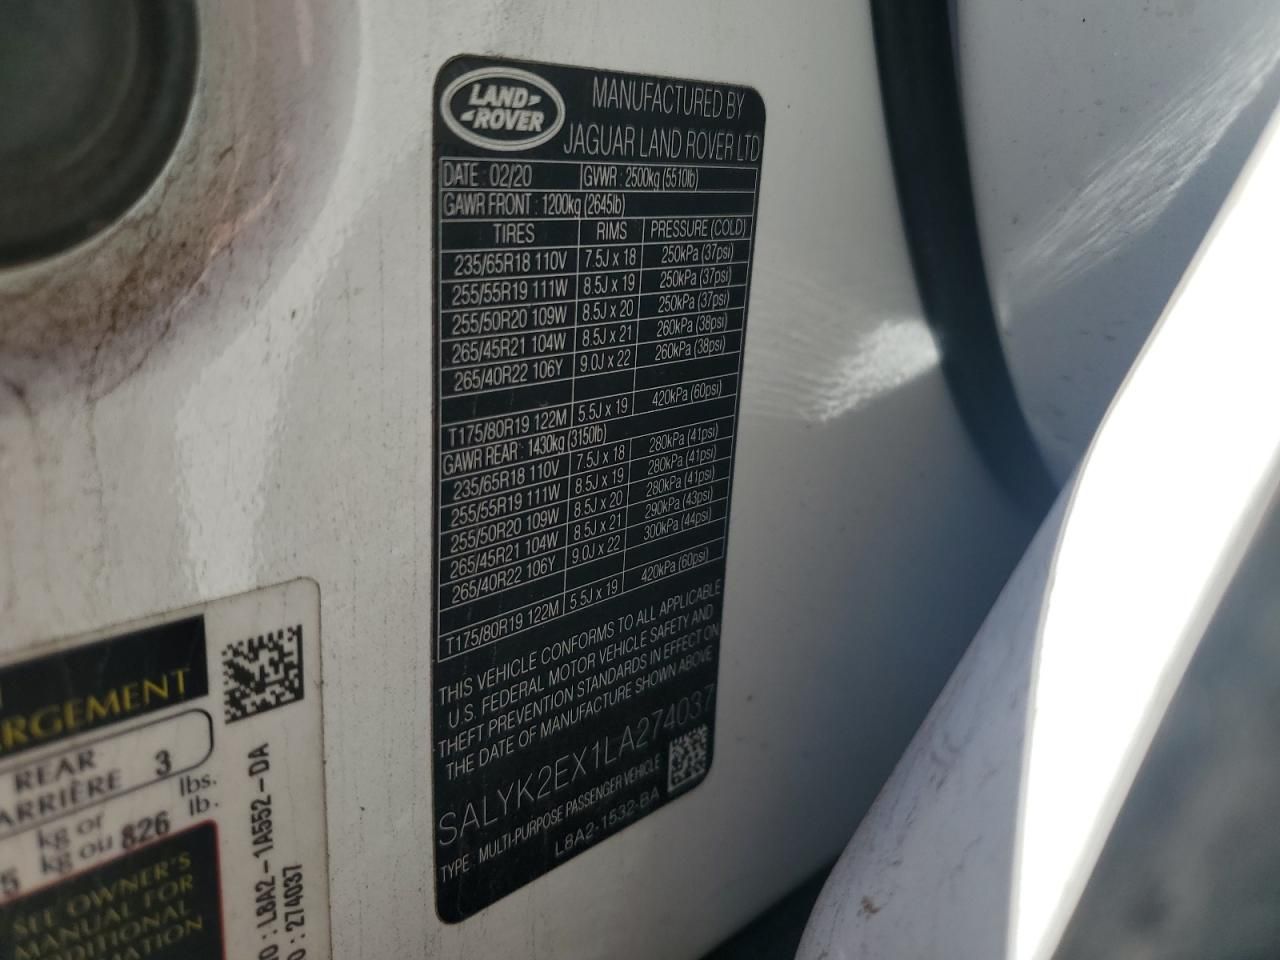 LAND-
-ROVER
MANUFACTURED BY
JAGUAR LAND ROVER LTD
DATE : 02/20 GVWR : 2500kg (5510lb)
GAWR FRONT : 1200kg (2645lb)
TIRES RIMS PRESSURE (COLD)
235/65R18 110V 7.5J x 18 250kPa (37psi)
255/55R19 111W 8.5J x 19 250kPa (37psi)
255/50R20 109W 8.5J x 20 250kPa (37psi)
265/45R21 104W 8.5J x 21 260kPa (38psi)
265/40R22 106Y 9.0J x 22 260kPa (38psi)
T175/80R19 122M 5.5J x 19 420kPa (60psi)
GAWR REAR : 1430kg (3150lb)
235/65R18 110V 7.5J x 18 280kPa (41psi)
255/55R19 111W 8.5J x 19 280kPa (41psi)
255/50R20 109W 8.5J x 20 280kPa (41psi)
265/45R21 104W 8.5J x 21 290kPa (43psi)
265/40R22 106Y 9.0J x 22 300kPa (44psi)
T175/80R19 122M 5.5J x 19 420kPa (60psi)
THIS VEHICLE CONFORMS TO ALL APPLICABLE
U.S. FEDERAL MOTOR VEHICLE SAFETY AND
THEFT PREVENTION STANDARDS IN EFFECT ON
THE DATE OF MANUFACTURE SHOWN ABOVE
SALYK2EX1LA274037
TYPE : MULTI-PURPOSE PASSENGER VEHICLE
L8A2-1532-BA
RGEMENT
REAR
ARRIÈRE 3
lbs.
kg or
lb.
5 kg ou 826
SEE OWNER'S
MANUAL FOR
DITIONAL
MATION
: L8A2-1A552-DA
: 274037